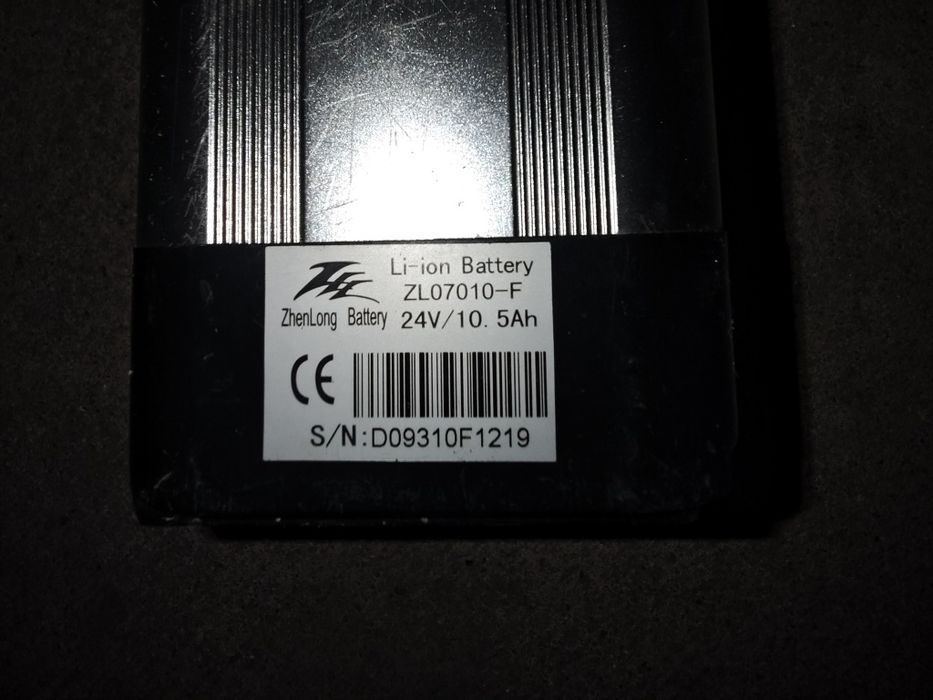 Li-ion Battery
ZL07010-F
ZhenLong Battery
24V/10.5Ah
CE
S/N:D09310F1219